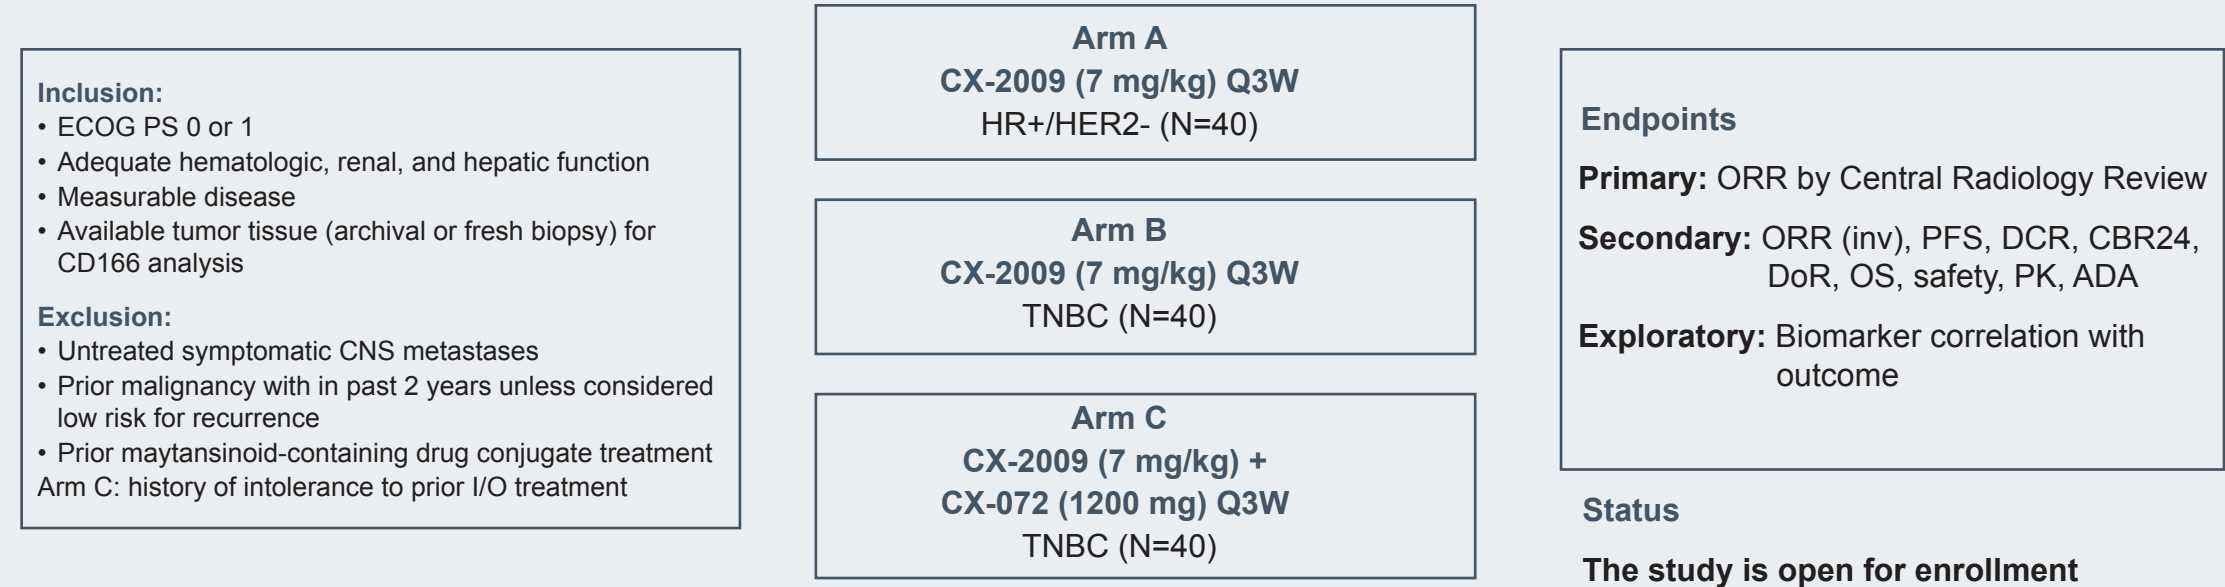 Inclusion:
• ECOG PS 0 or 1
• Adequate hematologic, renal, and hepatic function
• Measurable disease
• Available tumor tissue (archival or fresh biopsy) for
CD166 analysis
Exclusion:
• Untreated symptomatic CNS metastases
• Prior malignancy with in past 2 years unless considered
low risk for recurrence
• Prior maytansinoid-containing drug conjugate treatment
Arm C: history of intolerance to prior I/O treatment
Arm A
CX-2009 (7 mg/kg) Q3W
HR+/HER2- (N=40)
Arm B
CX-2009 (7 mg/kg) Q3W
TNBC (N=40)
Arm C
CX-2009 (7 mg/kg) +
CX-072 (1200 mg) Q3W
TNBC (N=40)
Endpoints
Primary: ORR by Central Radiology Review
Secondary: ORR (inv), PFS, DCR, CBR24,
DoR, OS, safety, PK, ADA
Exploratory: Biomarker correlation with
outcome
Status
The study is open for enrollment